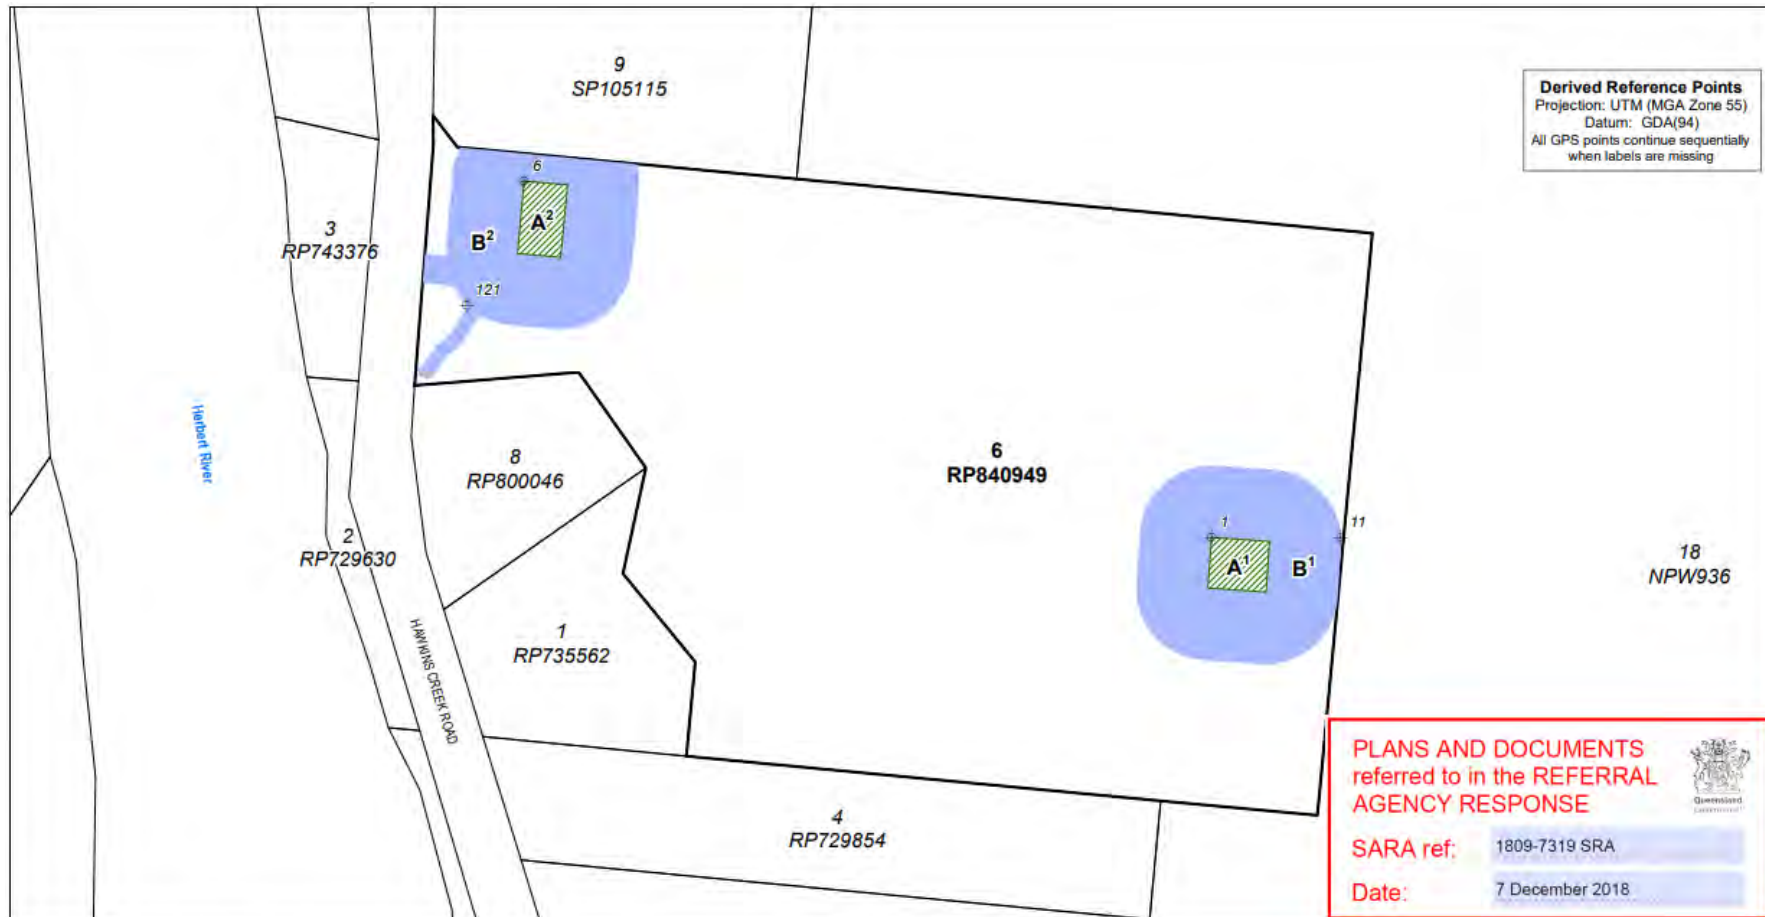 9
SP105115
Derived Reference Points
Projection: UTM (MGA Zone 55)
Datum: GDA(94)
All GPS points continue sequentially
when labels are missing
6
A²
B²
3
RP743376
121
Herbert River
8
RP800046
6
RP840949
1
11
A¹
B¹
18
NPW936
2
RP729630
1
RP735562
HAWKINS CREEK ROAD
4
RP729854
PLANS AND DOCUMENTS
referred to in the REFERRAL
AGENCY RESPONSE
Queensland
Government
SARA ref:
1809-7319 SRA
Date:
7 December 2018